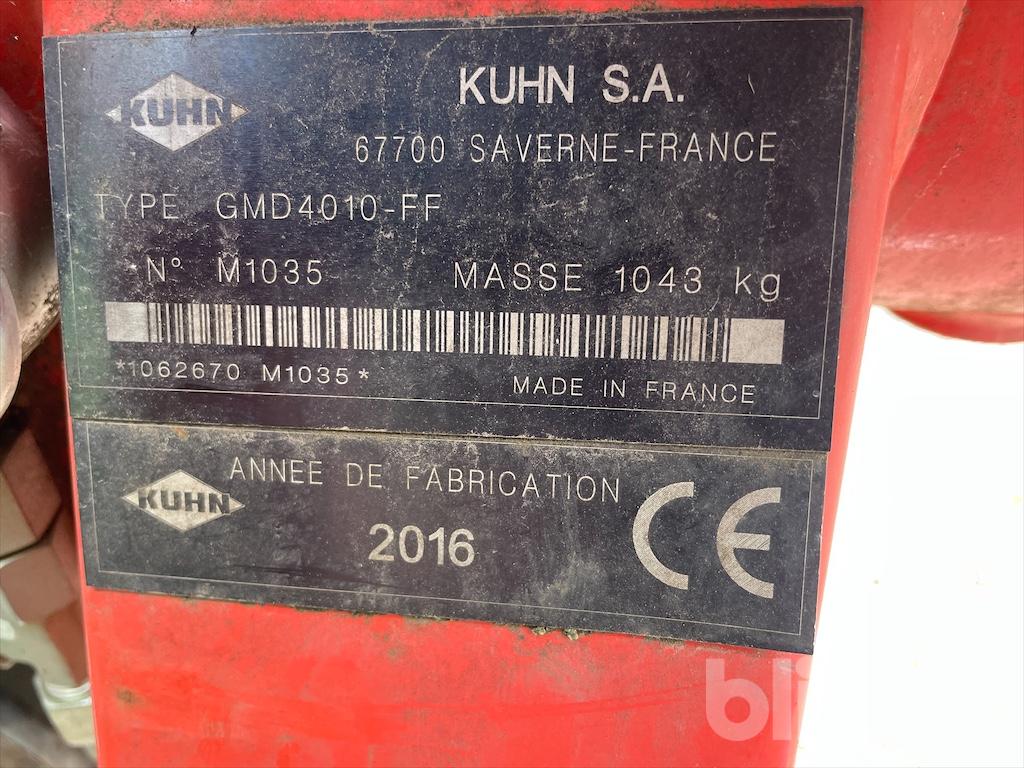 KUHN
KUHN S.A.
67700 SAVERNE-FRANCE
TYPE GMD4010-FF
N° M1035 MASSE 1043 kg
*1062670 M1035*
MADE IN FRANCE
KUHN
ANNEE DE FABRICATION
2016
CE